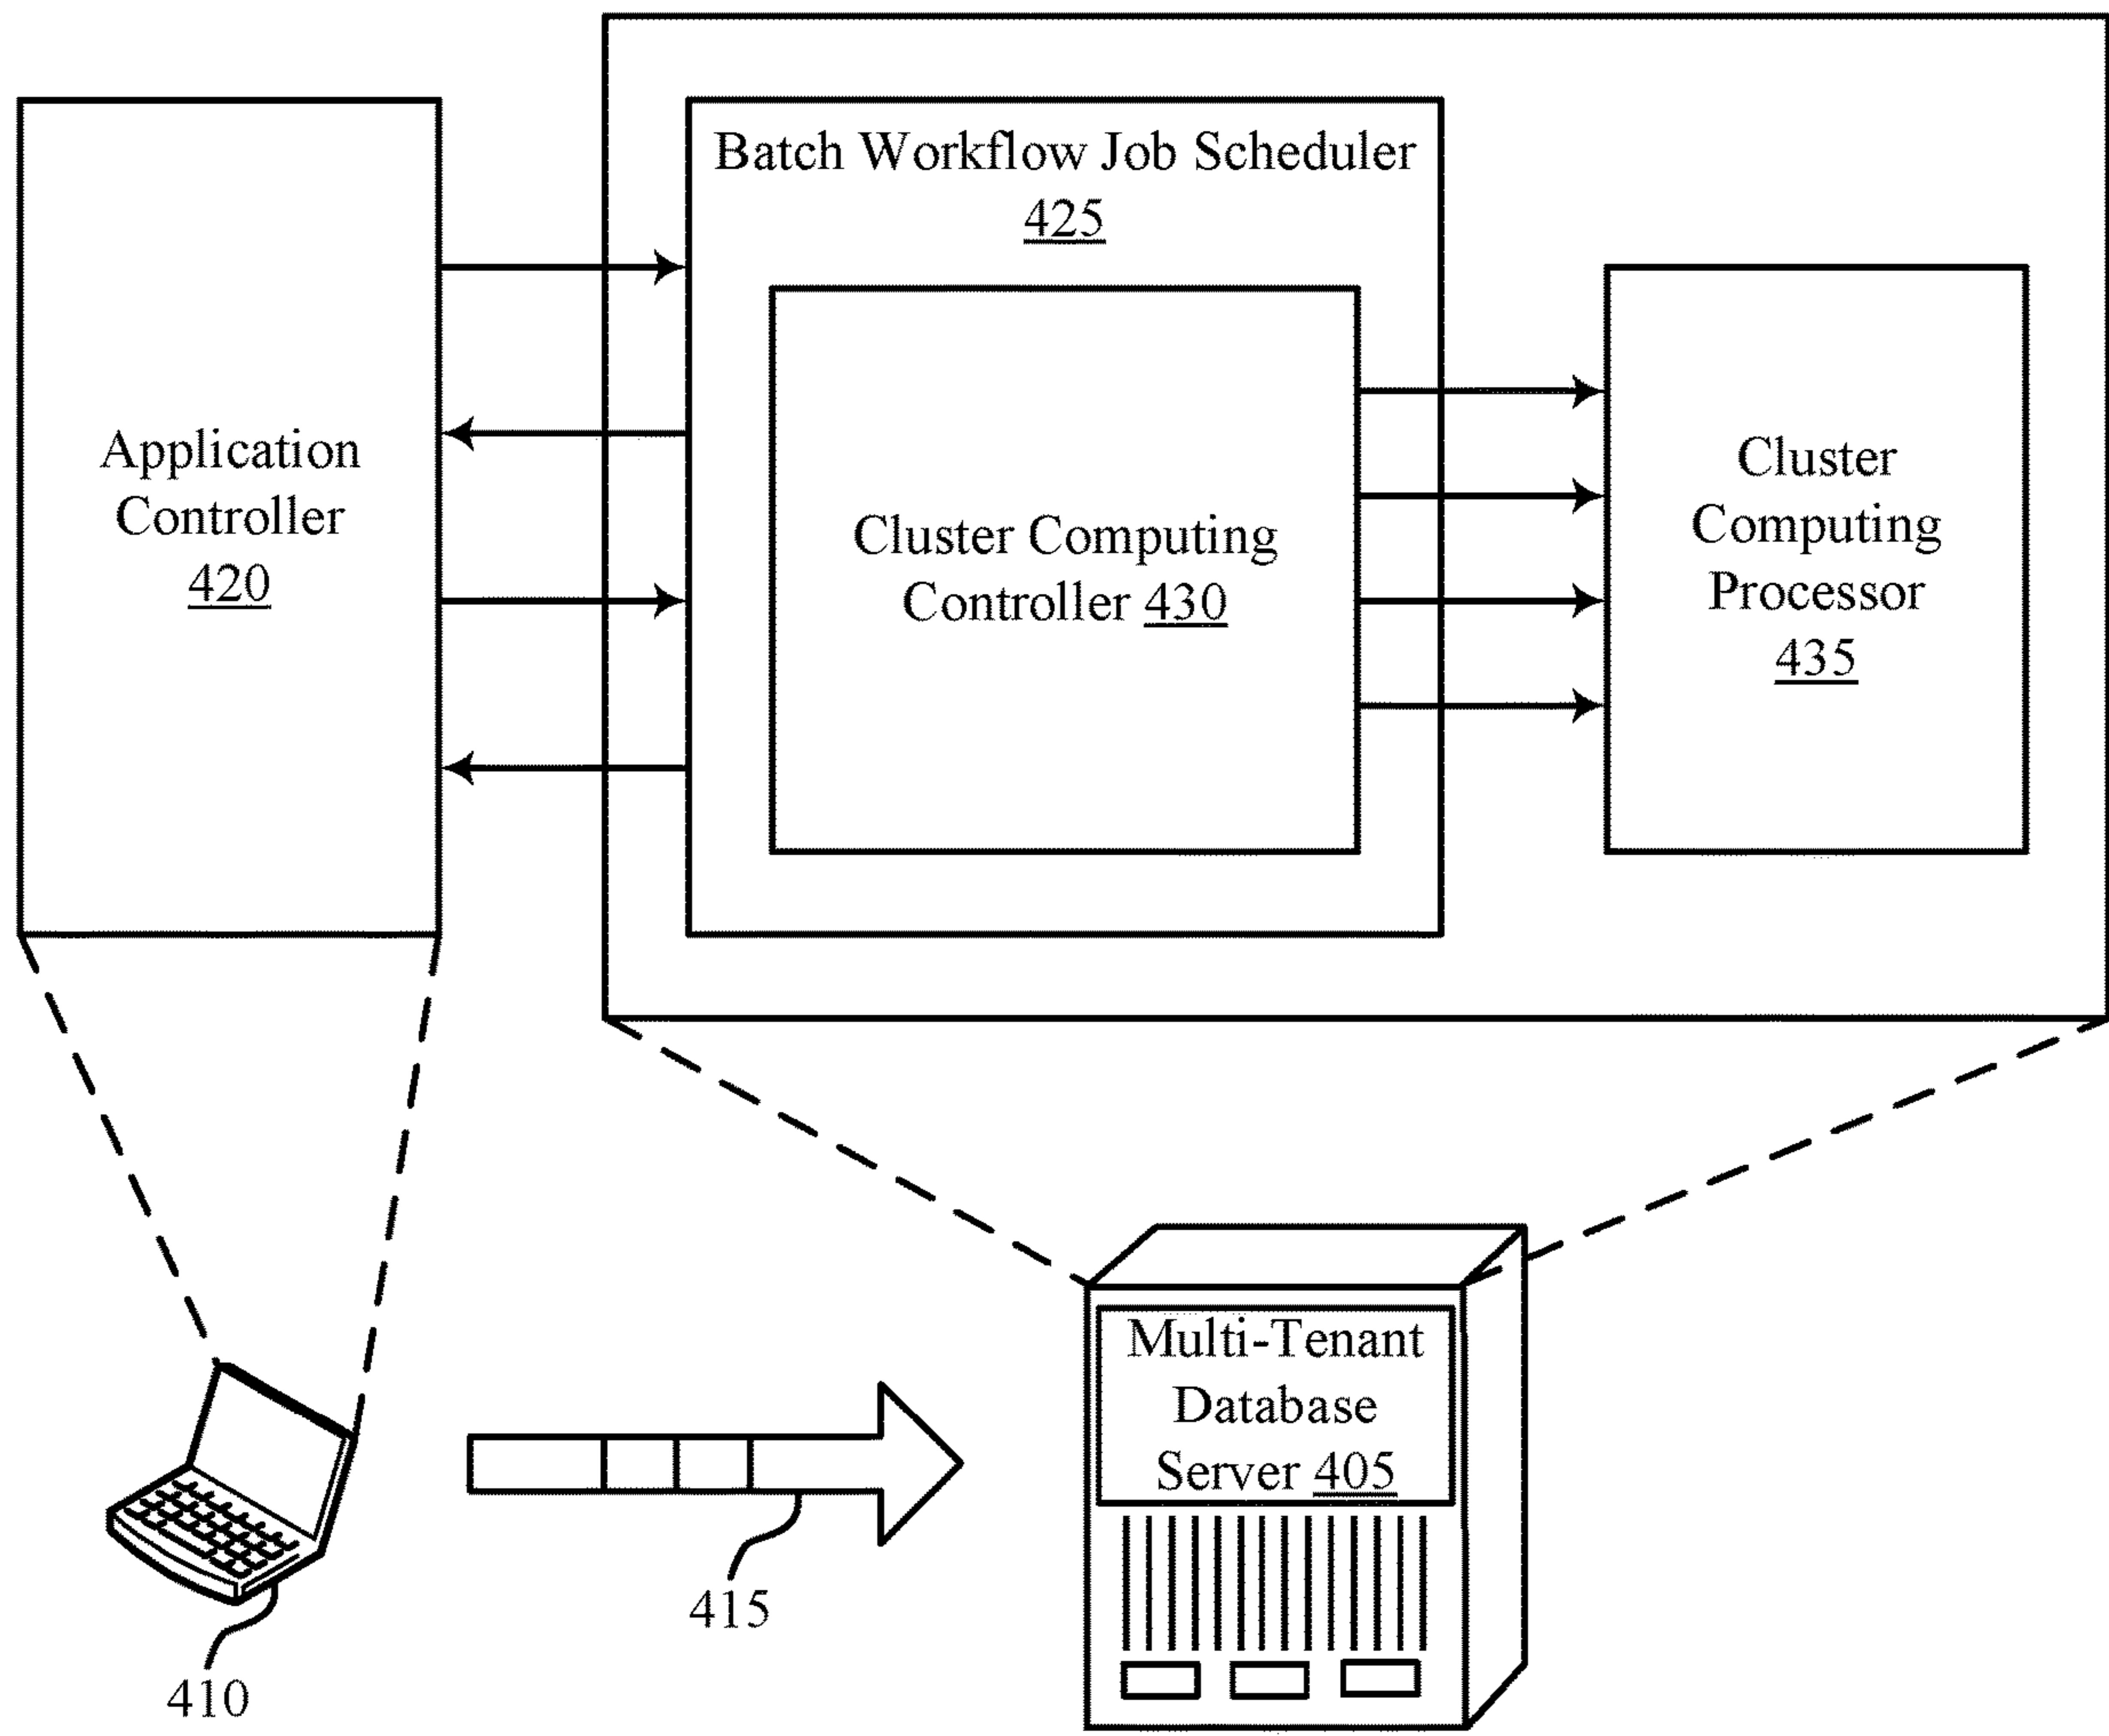 Batch Workflow Job Scheduler
425
Application
Controller
420
Cluster Computing
Controller 430
Cluster
Computing
Processor
435
Multi-Tenant
Database
Server 405
415
410